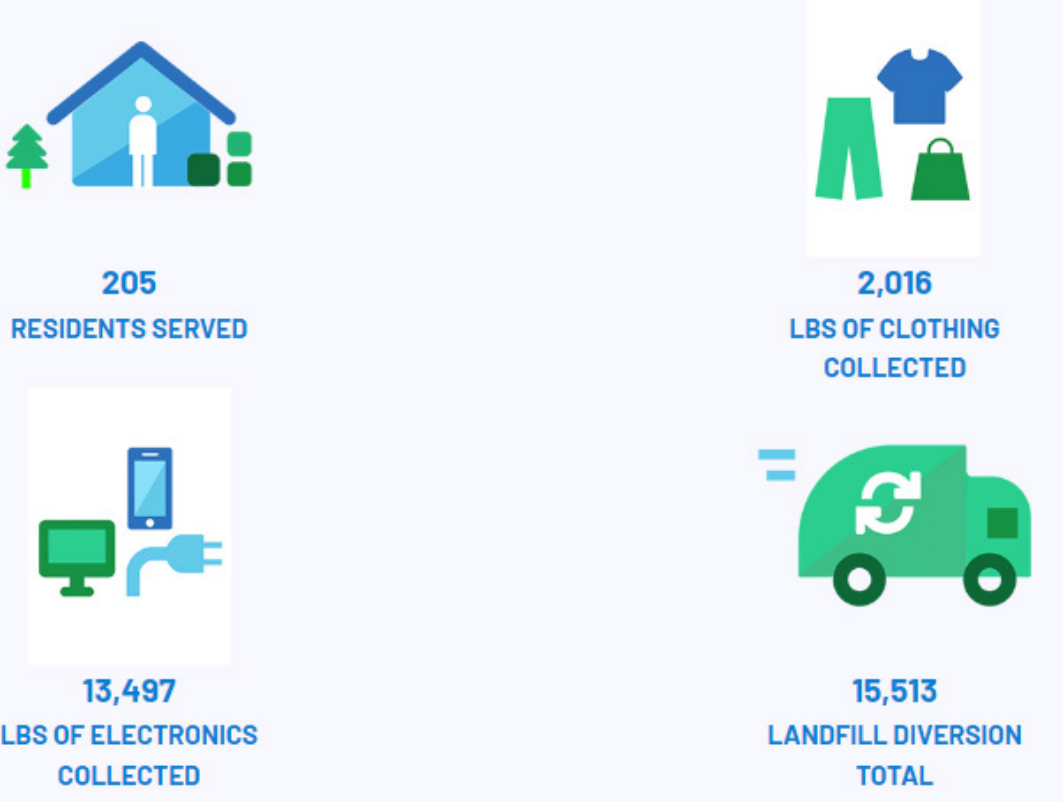 205
RESIDENTS SERVED
2,016
LBS OF CLOTHING
COLLECTED
13,497
LBS OF ELECTRONICS
COLLECTED
15,513
LANDFILL DIVERSION
TOTAL